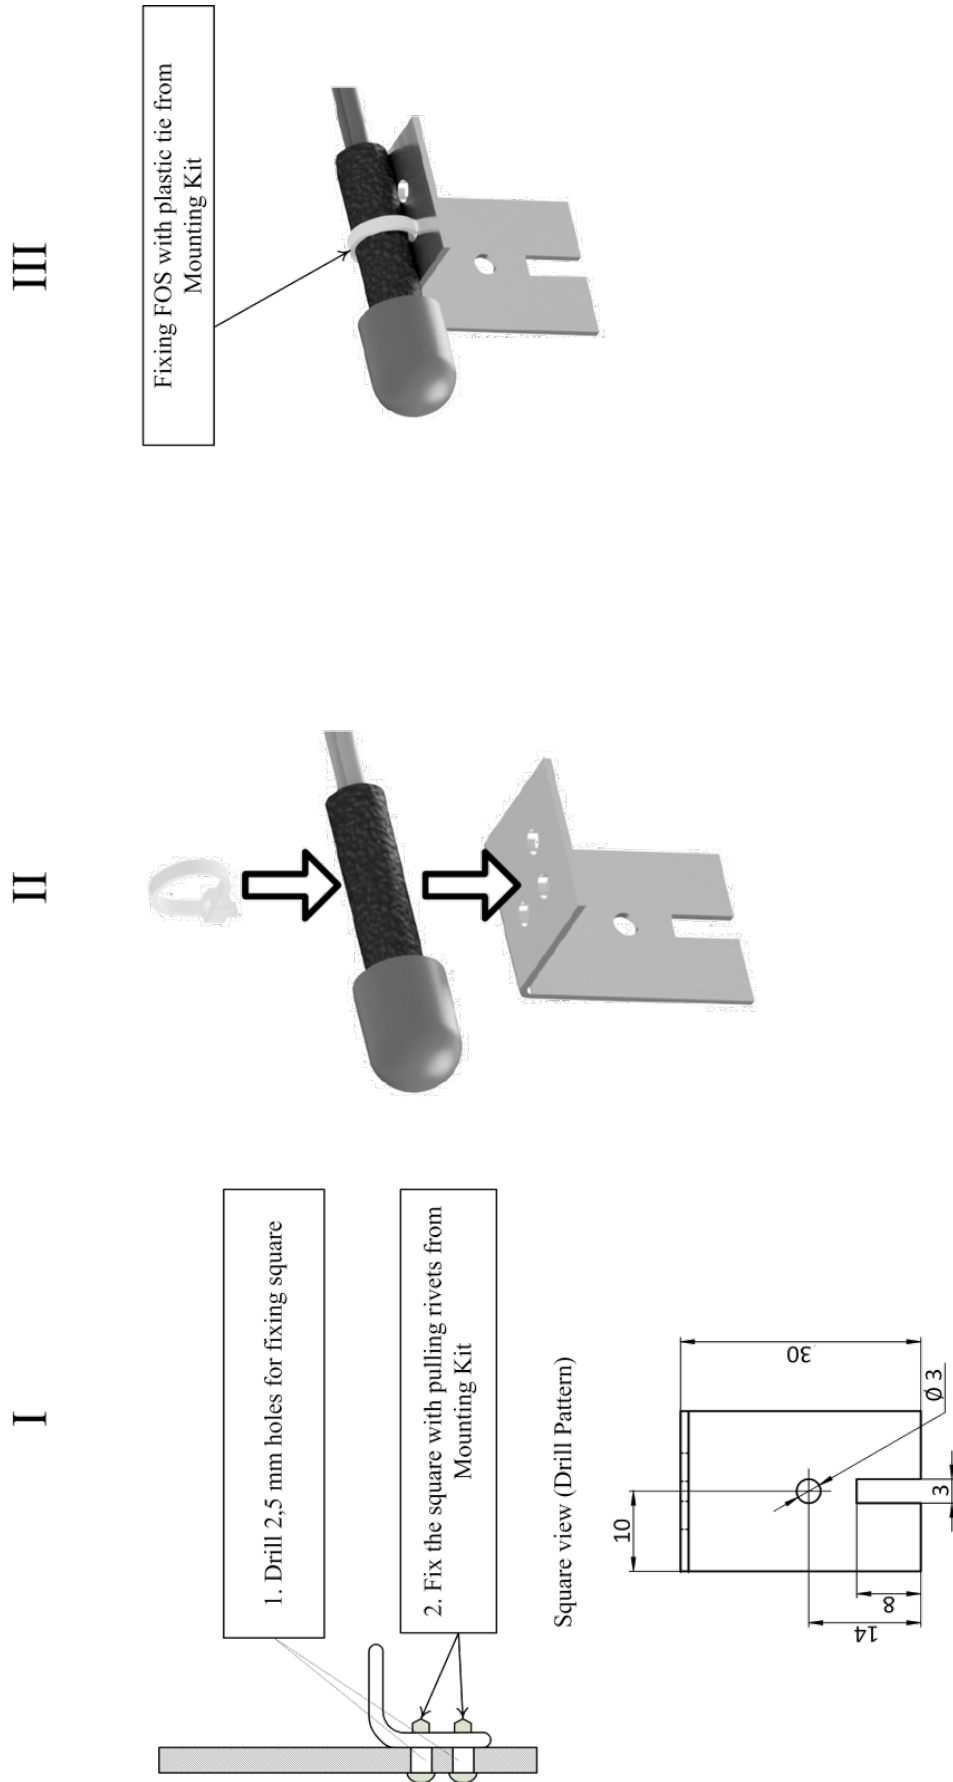 I
1. Drill 2,5 mm holes for fixing square
2. Fix the square with pulling rivets from
Mounting Kit
Square view (Drill Pattern)
10
30
Ø 3
3
8
14
II
III
Fixing FOS with plastic tie from
Mounting Kit